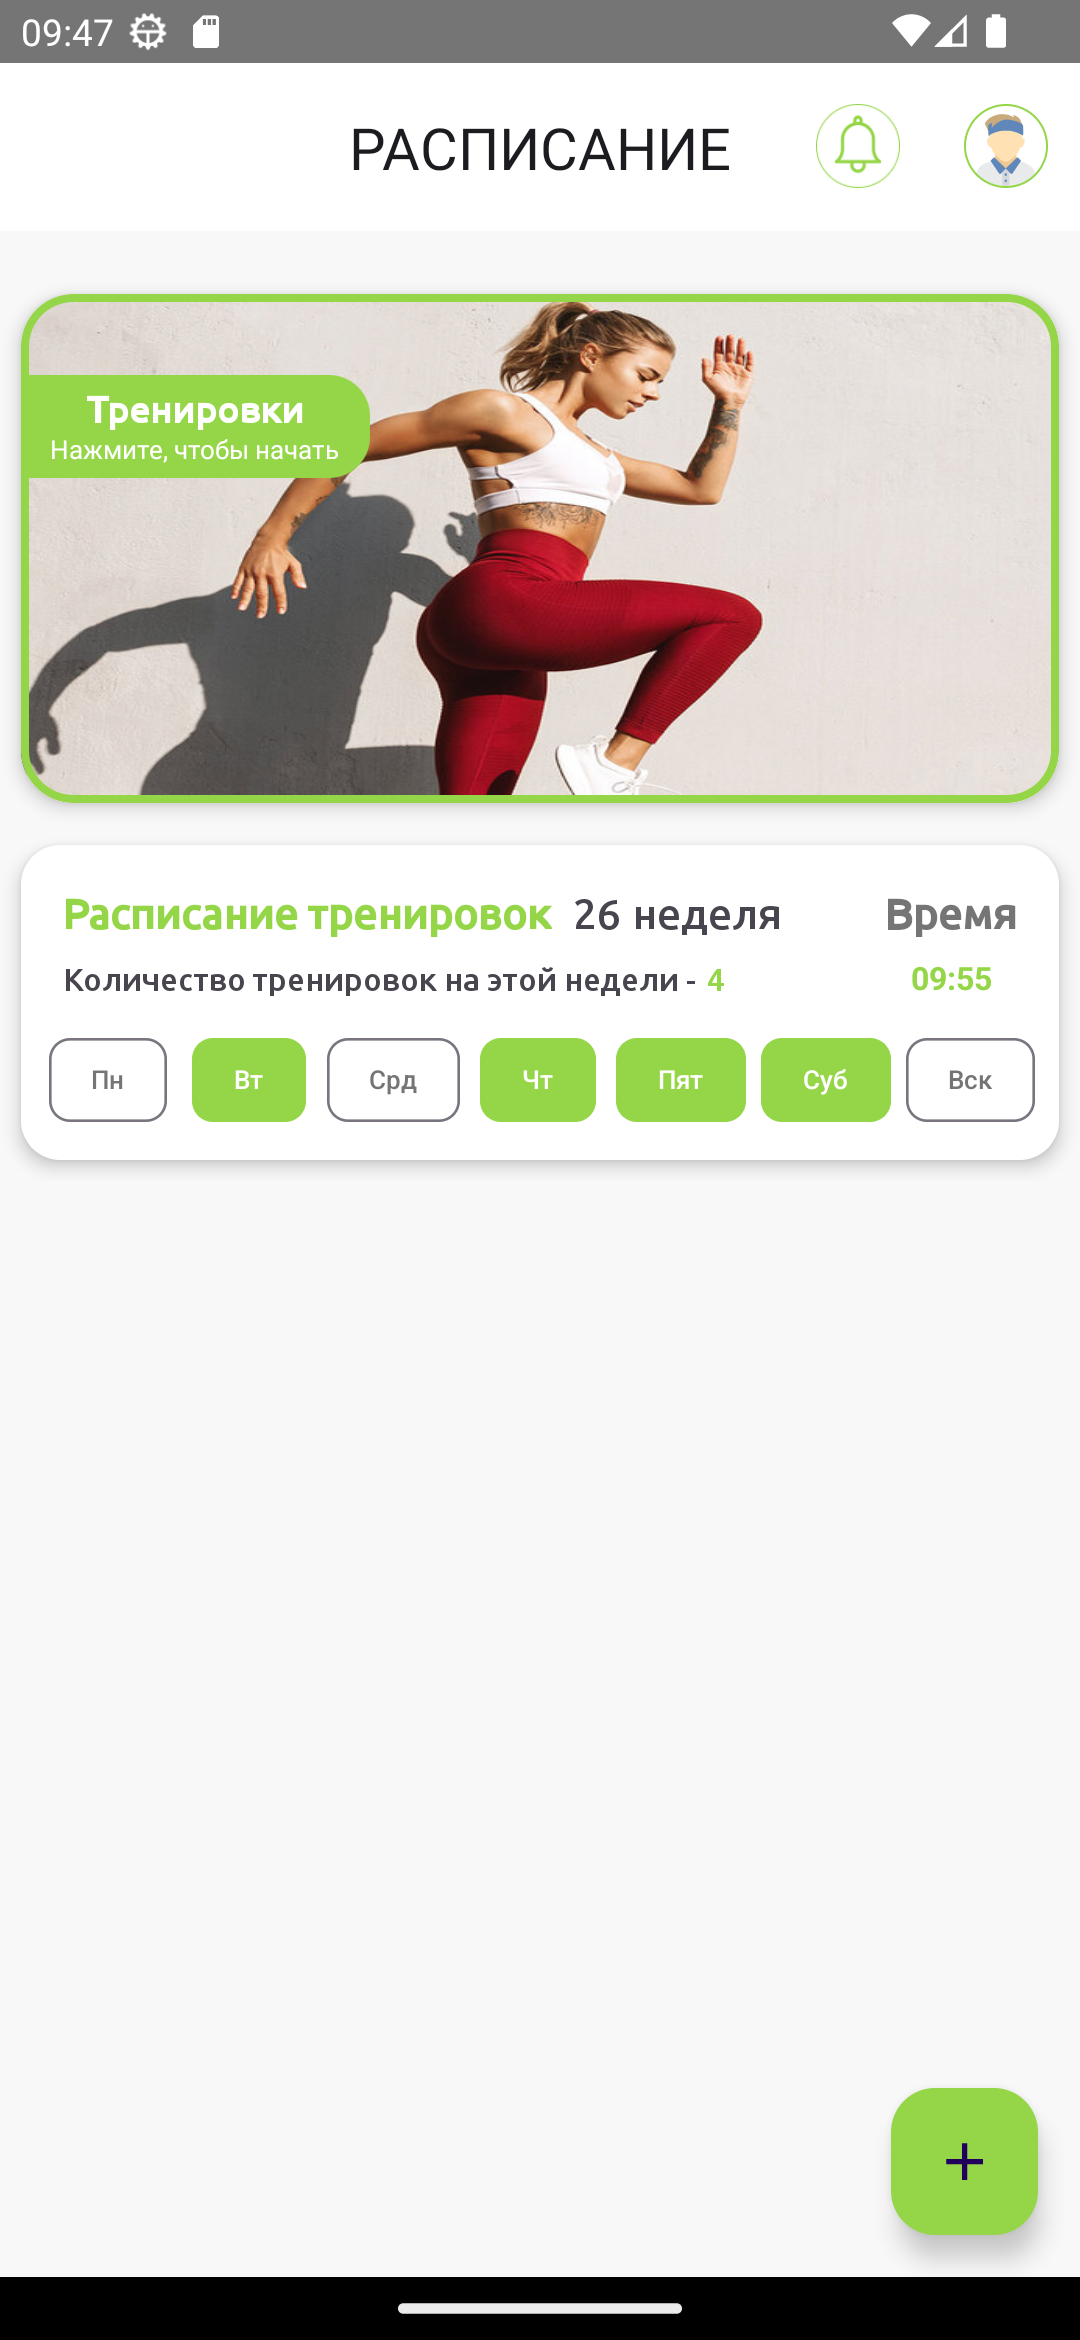 09:47
РАСПИСАНИЕ
Тренировки
Нажмите, чтобы начать
Расписание тренировок 26 неделя Время
Количество тренировок на этой недели - 4 09:55
Пн Вт Срд Чт Пят Суб Вск
+